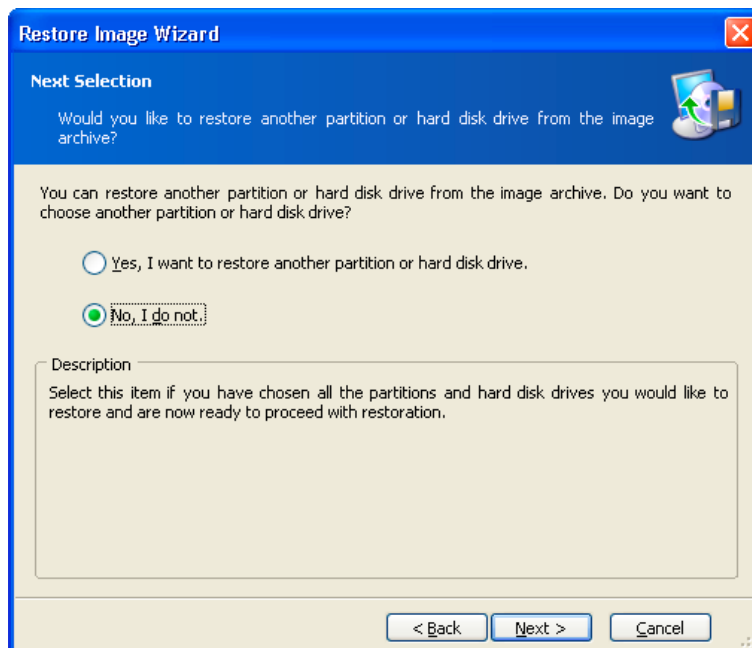 Restore Image Wizard
Next Selection
Would you like to restore another partition or hard disk drive from the image
archive?
You can restore another partition or hard disk drive from the image archive. Do you want to
choose another partition or hard disk drive?
Yes, I want to restore another partition or hard disk drive.
No, I do not.
Description
Select this item if you have chosen all the partitions and hard disk drives you would like to
restore and are now ready to proceed with restoration.
< Back
Next >
Cancel